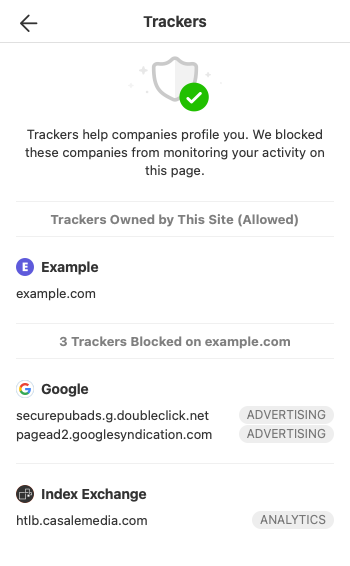 Trackers
Trackers help companies profile you. We blocked
these companies from monitoring your activity on
this page.
Trackers Owned by This Site (Allowed)
E Example
example.com
3 Trackers Blocked on example.com
G Google
securepubads.g.doubleclick.net ADVERTISING
pagead2.googlesyndication.com ADVERTISING
Index Exchange
htlb.casalemedia.com ANALYTICS